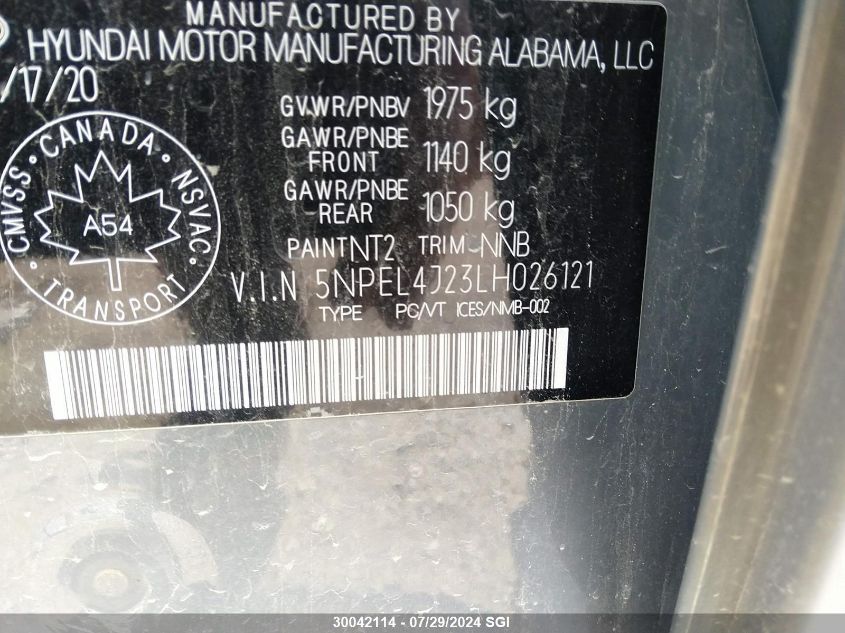 MANUFACTURED BY
HYUNDAI MOTOR MANUFACTURING ALABAMA, LLC
/17/20
GVWR/PNBV 1975 kg
GAWR/PNBE FRONT 1140 kg
GAWR/PNBE REAR 1050 kg
PAINT NT2 TRIM NNB
V.I.N 5NPEL4J23LH026121
TYPE PC/VT ICES/NMB-002
CMVSS · CANADA · NSVAC · TRANSPORT ·
A54
30042114 - 07/29/2024 SGI